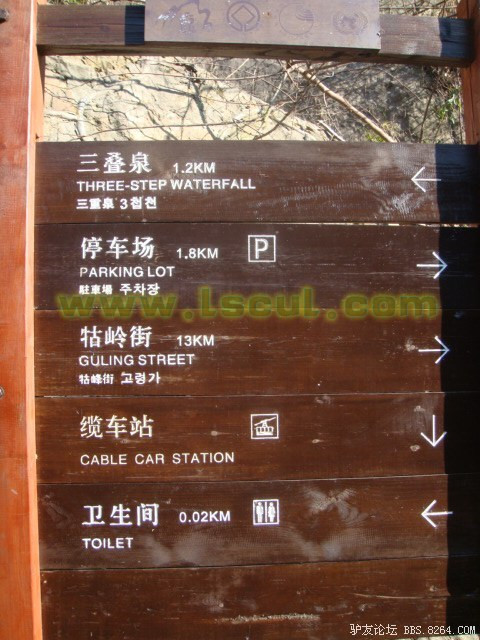 三叠泉 1.2KM
THREE-STEP WATERFALL
三重泉 3첩천
停车场 1.8KM P
PARKING LOT
駐車場 주차장
www.lscul.com
牯岭街 13KM
GULING STREET
牯峰街 고령가
缆车站
CABLE CAR STATION
卫生间 0.02KM
TOILET
驴友论坛 BBS.8264.com